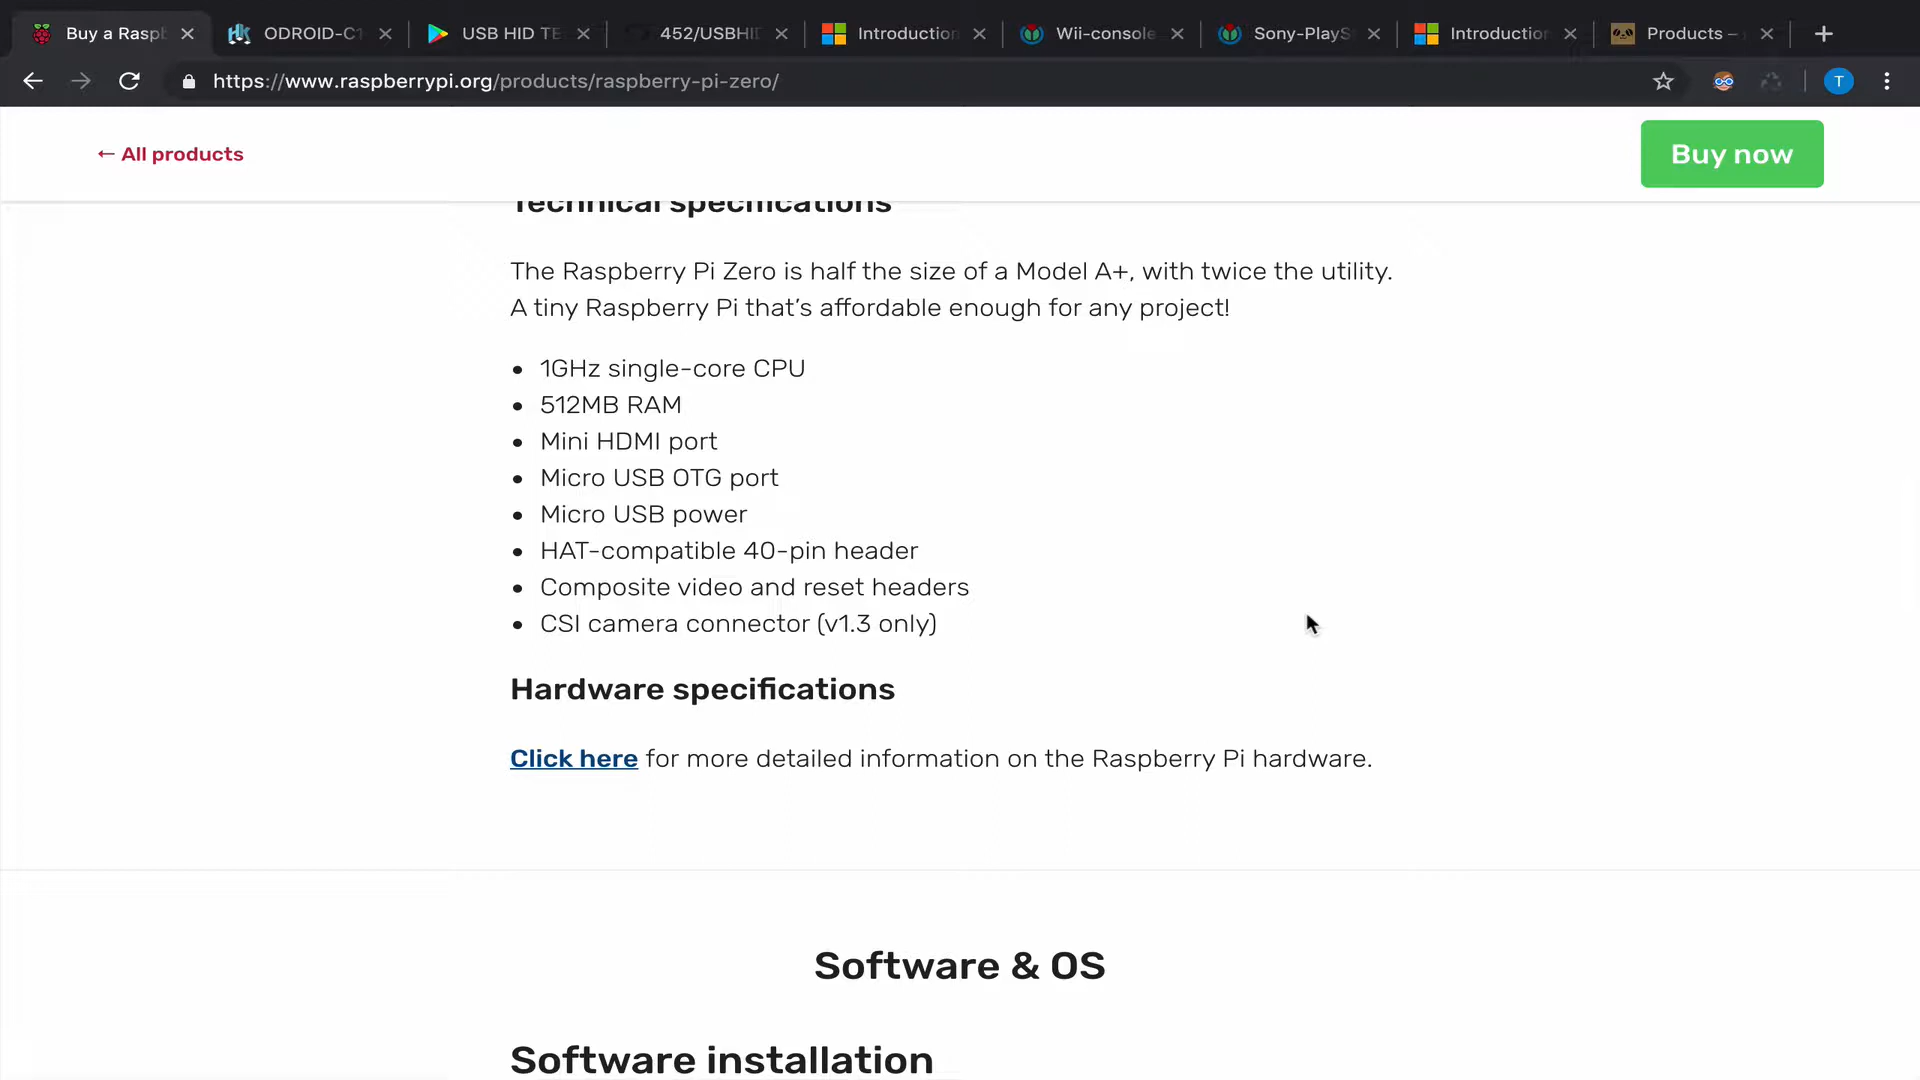 Buy a Raspb
ODROID-C1
USB HID TE
452/USBHI
Introduction
Wii-console
Sony-PlayS
Introduction
Products –
https://www.raspberrypi.org/products/raspberry-pi-zero/
T
← All products
Buy now
Technical specifications
The Raspberry Pi Zero is half the size of a Model A+, with twice the utility.
A tiny Raspberry Pi that’s affordable enough for any project!
• 1GHz single-core CPU
• 512MB RAM
• Mini HDMI port
• Micro USB OTG port
• Micro USB power
• HAT-compatible 40-pin header
• Composite video and reset headers
• CSI camera connector (v1.3 only)
Hardware specifications
Click here for more detailed information on the Raspberry Pi hardware.
Software & OS
Software installation